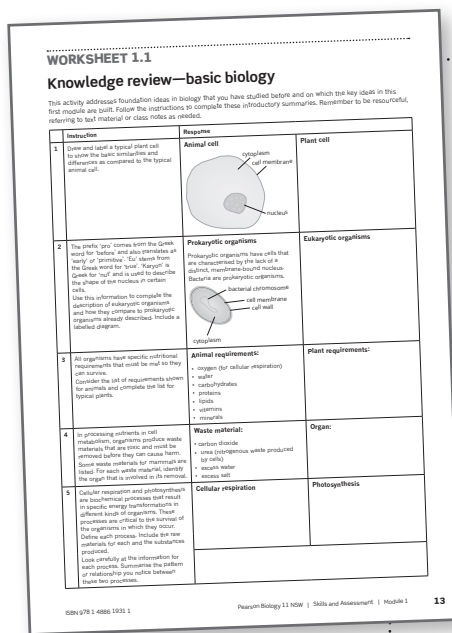 WORKSHEET 1.1
Knowledge review—basic biology
This activity addresses foundation ideas in biology that you have studied before and on which the key ideas in this
first module are built. Follow the instructions to complete these introductory summaries. Remember to be resourceful,
referring to text material or class notes as needed.
Instruction
Response
1
Draw and label a typical plant cell
to show the basic similarities and
differences as compared to the typical
animal cell.
Animal cell
cytoplasm
cell membrane
nucleus
Plant cell
2
The prefix 'pro' comes from the Greek
word for 'before' and also translates as
'early' or 'primitive'. 'Eu' stems from
the Greek word for 'true'. 'Karyon' is
Greek for 'nut' and is used to describe
the shape of the nucleus in certain
cells.
Use this information to complete the
description of eukaryotic organisms
and how they compare to prokaryotic
organisms already described. Include a
labelled diagram.
Prokaryotic organisms
Prokaryotic organisms have cells that
are characterised by the lack of a
distinct, membrane-bound nucleus.
Bacteria are prokaryotic organisms.
bacterial chromosome
cell membrane
cell wall
cytoplasm
Eukaryotic organisms
3
All organisms have specific nutritional
requirements that must be met so they
can survive.
Consider the list of requirements shown
for animals and complete the list for
typical plants.
Animal requirements:
• oxygen (for cellular respiration)
• water
• carbohydrates
• proteins
• lipids
• vitamins
• minerals
Plant requirements:
4
In processing nutrients in cell
metabolism, organisms produce waste
materials that are toxic and must be
removed before they can cause harm.
Some waste materials for mammals are
listed. For each waste material, identify
the organ that is involved in its removal.
Waste material:
• carbon dioxide
• urea (nitrogenous waste produced
by cells)
• excess water
• excess salt
Organ:
5
Cellular respiration and photosynthesis
are biochemical processes that result
in specific energy transformations in
different kinds of organisms. These
processes are critical to the survival of
the organisms in which they occur.
Define each process. Include the raw
materials for each and the substances
produced.
Look carefully at the information for
each process. Summarise the pattern
or relationship you notice between
these two processes.
Cellular respiration
Photosynthesis
ISBN 978 1 4886 1931 1
Pearson Biology 11 NSW | Skills and Assessment | Module 1
13